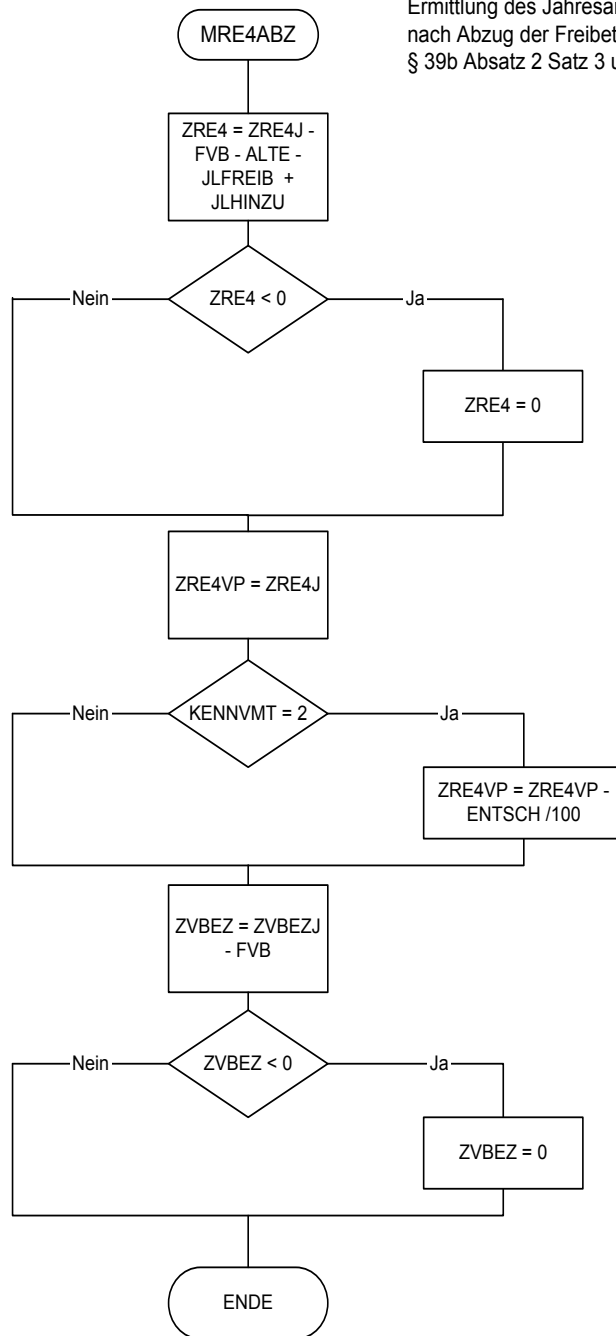 Ermittlung des Jahresar
nach Abzug der Freibet
§ 39b Absatz 2 Satz 3 u
MRE4ABZ
ZRE4 = ZRE4J -
FVB - ALTE -
JLFREIB +
JLHINZU
Nein
ZRE4 < 0
Ja
ZRE4 = 0
ZRE4VP = ZRE4J
Nein
KENNVMT = 2
Ja
ZRE4VP = ZRE4VP -
ENTSCH /100
ZVBEZ = ZVBEZJ
- FVB
Nein
ZVBEZ < 0
Ja
ZVBEZ = 0
ENDE